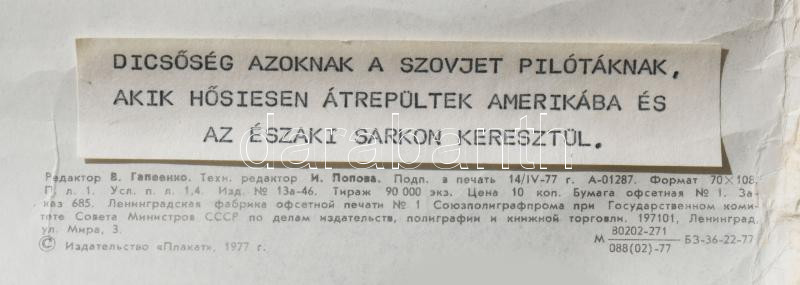 DICSŐSÉG AZOKNAK A SZOVJET PILÓTÁKNAK,
AKIK HŐSIESEN ÁTREPÜLTEK AMERIKÁBA ÉS
AZ ÉSZAKI SARKON KERESZTÜL.
darabanth
Редактор В. Гапеенко. Техн. редактор И. Попова. Подп. в печать 14/IV-77 г. А-01287. Формат 70×108.
П. л. 1. Усл. п. л. 1,4. Изд. № 13а-46. Тираж 90 000 экз. Цена 10 коп. Бумага офсетная № 1. За-
каз 685. Ленинградская фабрика офсетной печати № 1 Союзполиграфпрома при Государственном коми-
тете Совета Министров СССР по делам издательств, полиграфии и книжной торговли. 197101, Ленинград,
ул. Мира, 3.
© Издательство «Плакат», 1977 г.
М 80202-271 / 088(02)-77 БЗ-36-22-77